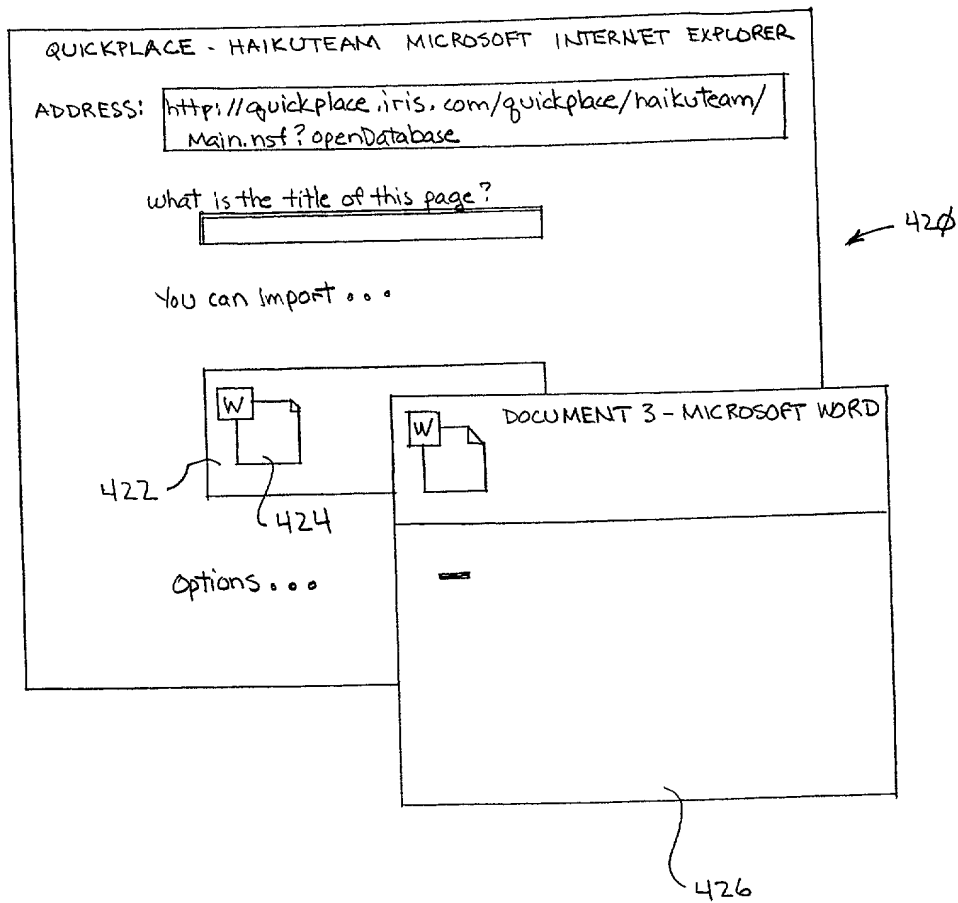 QUICKPLACE - HAIKUTEAM MICROSOFT INTERNET EXPLORER
ADDRESS: http://quickplace.iris.com/quickplace/haikuteam/
Main.nsf?openDatabase
What is the title of this page?
420
You can import...
W
W DOCUMENT 3 - MICROSOFT WORD
422
424
Options...
426